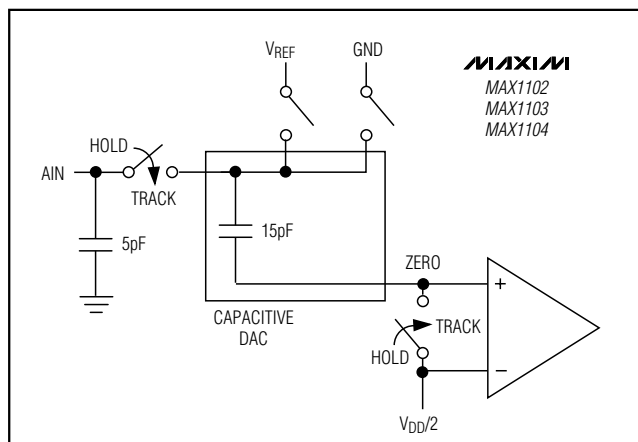 VREF
GND
MAXIM
MAX1102
MAX1103
MAX1104
HOLD
AIN
TRACK
5pF
15pF
ZERO
+
CAPACITIVE
DAC
TRACK
HOLD
–
VDD/2